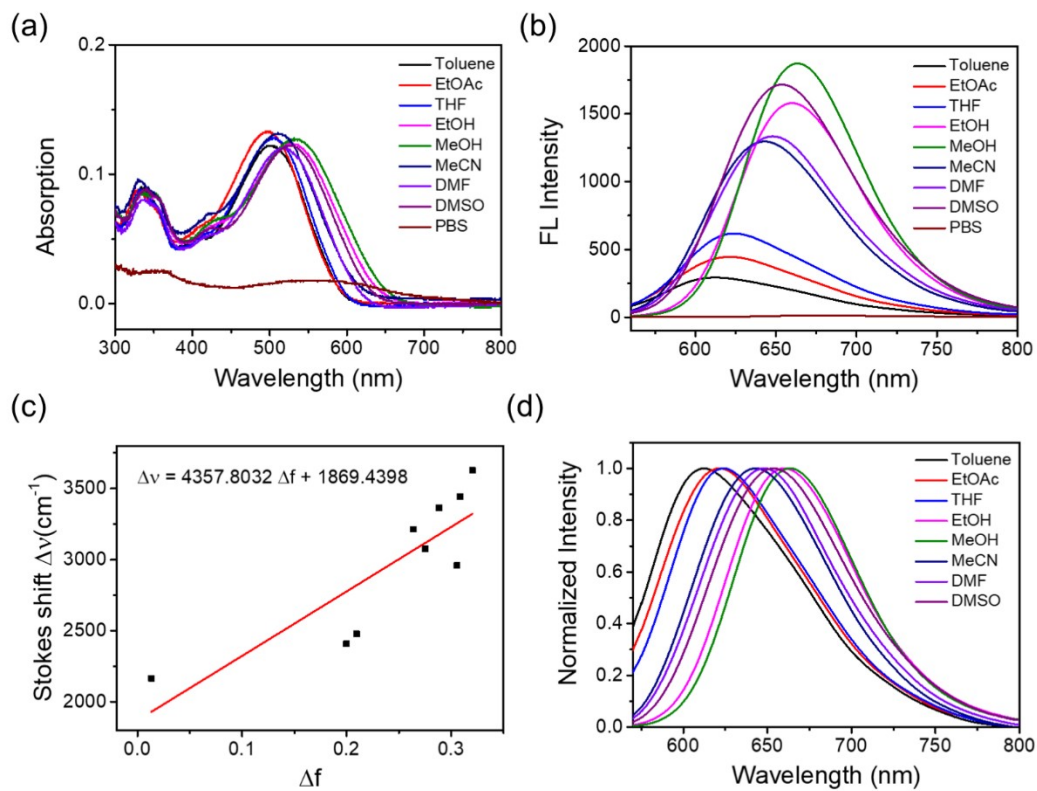 (a)
0.2
0.1
0.0
Absorption
300 400 500 600 700 800
Wavelength (nm)
Toluene
EtOAc
THF
EtOH
MeOH
MeCN
DMF
DMSO
PBS
(b)
2000
1500
1000
500
0
FL Intensity
600 650 700 750 800
Wavelength (nm)
Toluene
EtOAc
THF
EtOH
MeOH
MeCN
DMF
DMSO
PBS
(c)
Δν = 4357.8032 Δf + 1869.4398
3500
3000
2500
2000
Stokes shift Δν(cm⁻¹)
0.0 0.1 0.2 0.3
Δf
(d)
1.0
0.8
0.6
0.4
0.2
0.0
Normalized Intensity
600 650 700 750 800
Wavelength (nm)
Toluene
EtOAc
THF
EtOH
MeOH
MeCN
DMF
DMSO